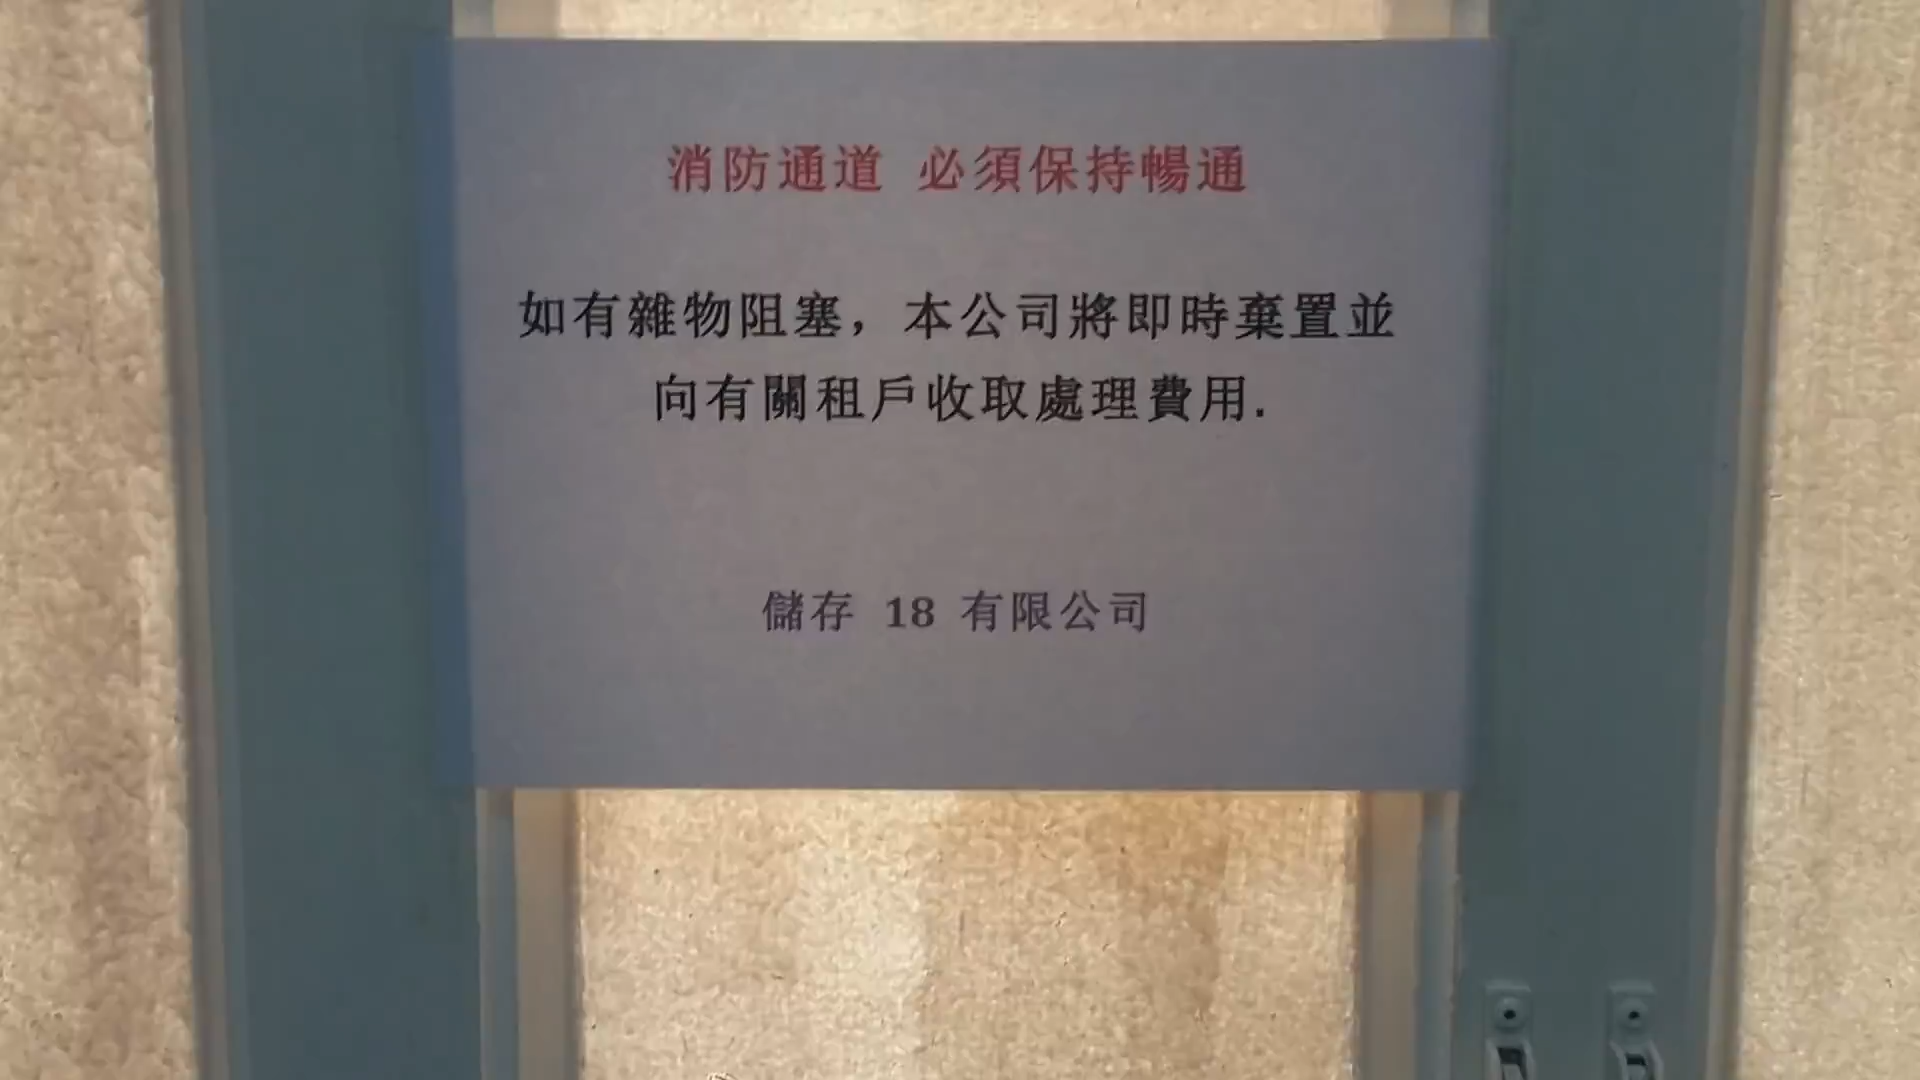 消防通道 必須保持暢通
如有雜物阻塞，本公司將即時棄置並
向有關租戶收取處理費用.
儲存 18 有限公司